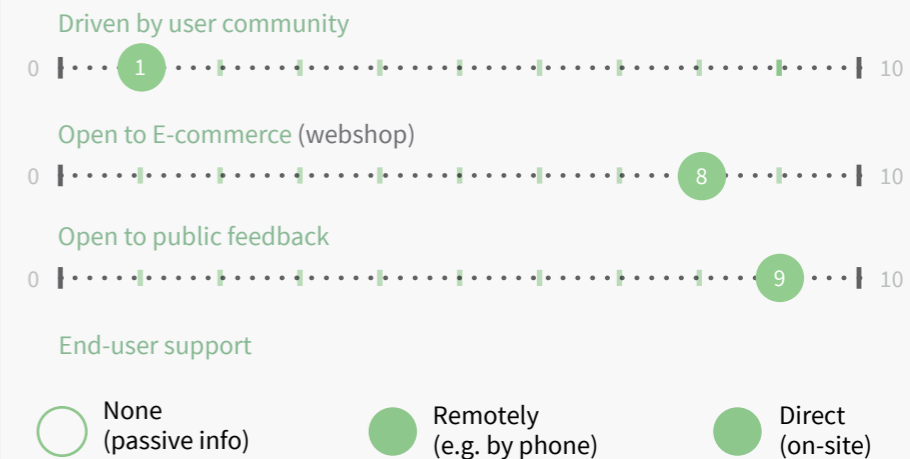 Driven by user community
0 1 10
Open to E-commerce (webshop)
0 8 10
Open to public feedback
0 9 10
End-user support
None
(passive info)
Remotely
(e.g. by phone)
Direct
(on-site)